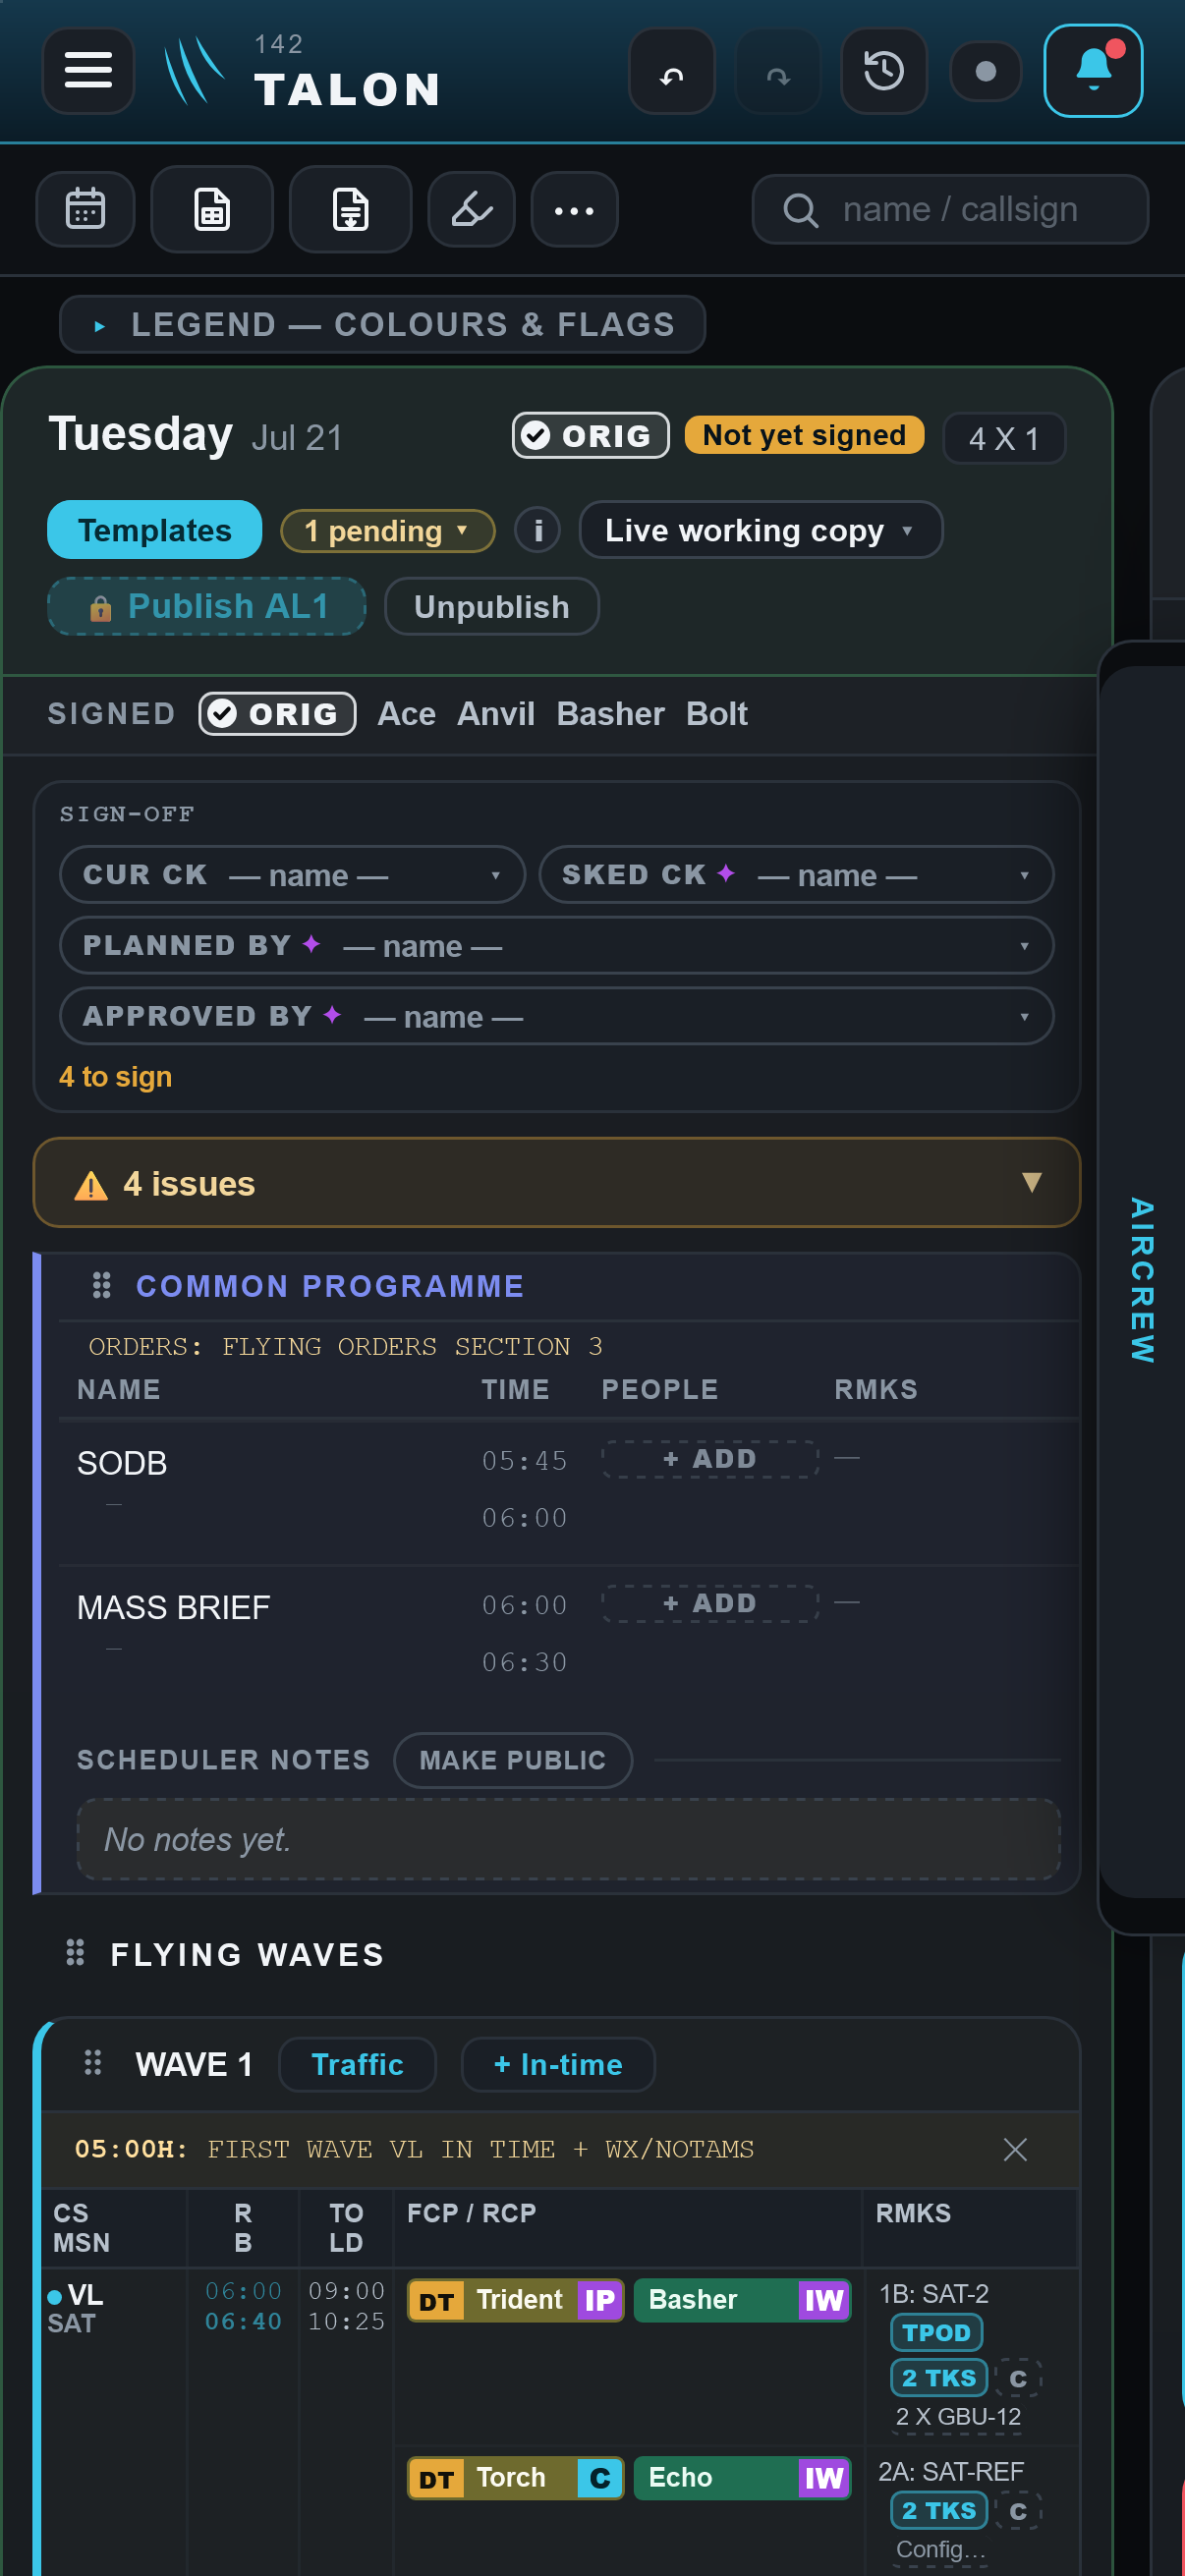 142
TALON
name / callsign
▸ LEGEND — COLOURS & FLAGS
Tuesday Jul 21 ORIG Not yet signed 4 X 1
Templates 1 pending ▾ i Live working copy ▾
Publish AL1 Unpublish
SIGNED ORIG Ace Anvil Basher Bolt
SIGN-OFF
CUR CK — name — ▾ SKED CK ✦ — name — ▾
PLANNED BY ✦ — name — ▾
APPROVED BY ✦ — name — ▾
4 to sign
⚠ 4 issues ▼
AIRCREW
COMMON PROGRAMME
ORDERS: FLYING ORDERS SECTION 3
NAME TIME PEOPLE RMKS
SODB 05:45 + ADD —
— 06:00
MASS BRIEF 06:00 + ADD —
— 06:30
SCHEDULER NOTES MAKE PUBLIC
No notes yet.
FLYING WAVES
WAVE 1 Traffic + In-time
05:00H: FIRST WAVE VL IN TIME + WX/NOTAMS
CS R TO FCP / RCP RMKS
MSN B LD
VL 06:00 09:00 DT Trident IP Basher IW 1B: SAT-2
SAT 06:40 10:25 TPOD
2 TKS C
2 X GBU-12
DT Torch C Echo IW 2A: SAT-REF
2 TKS C
Config...